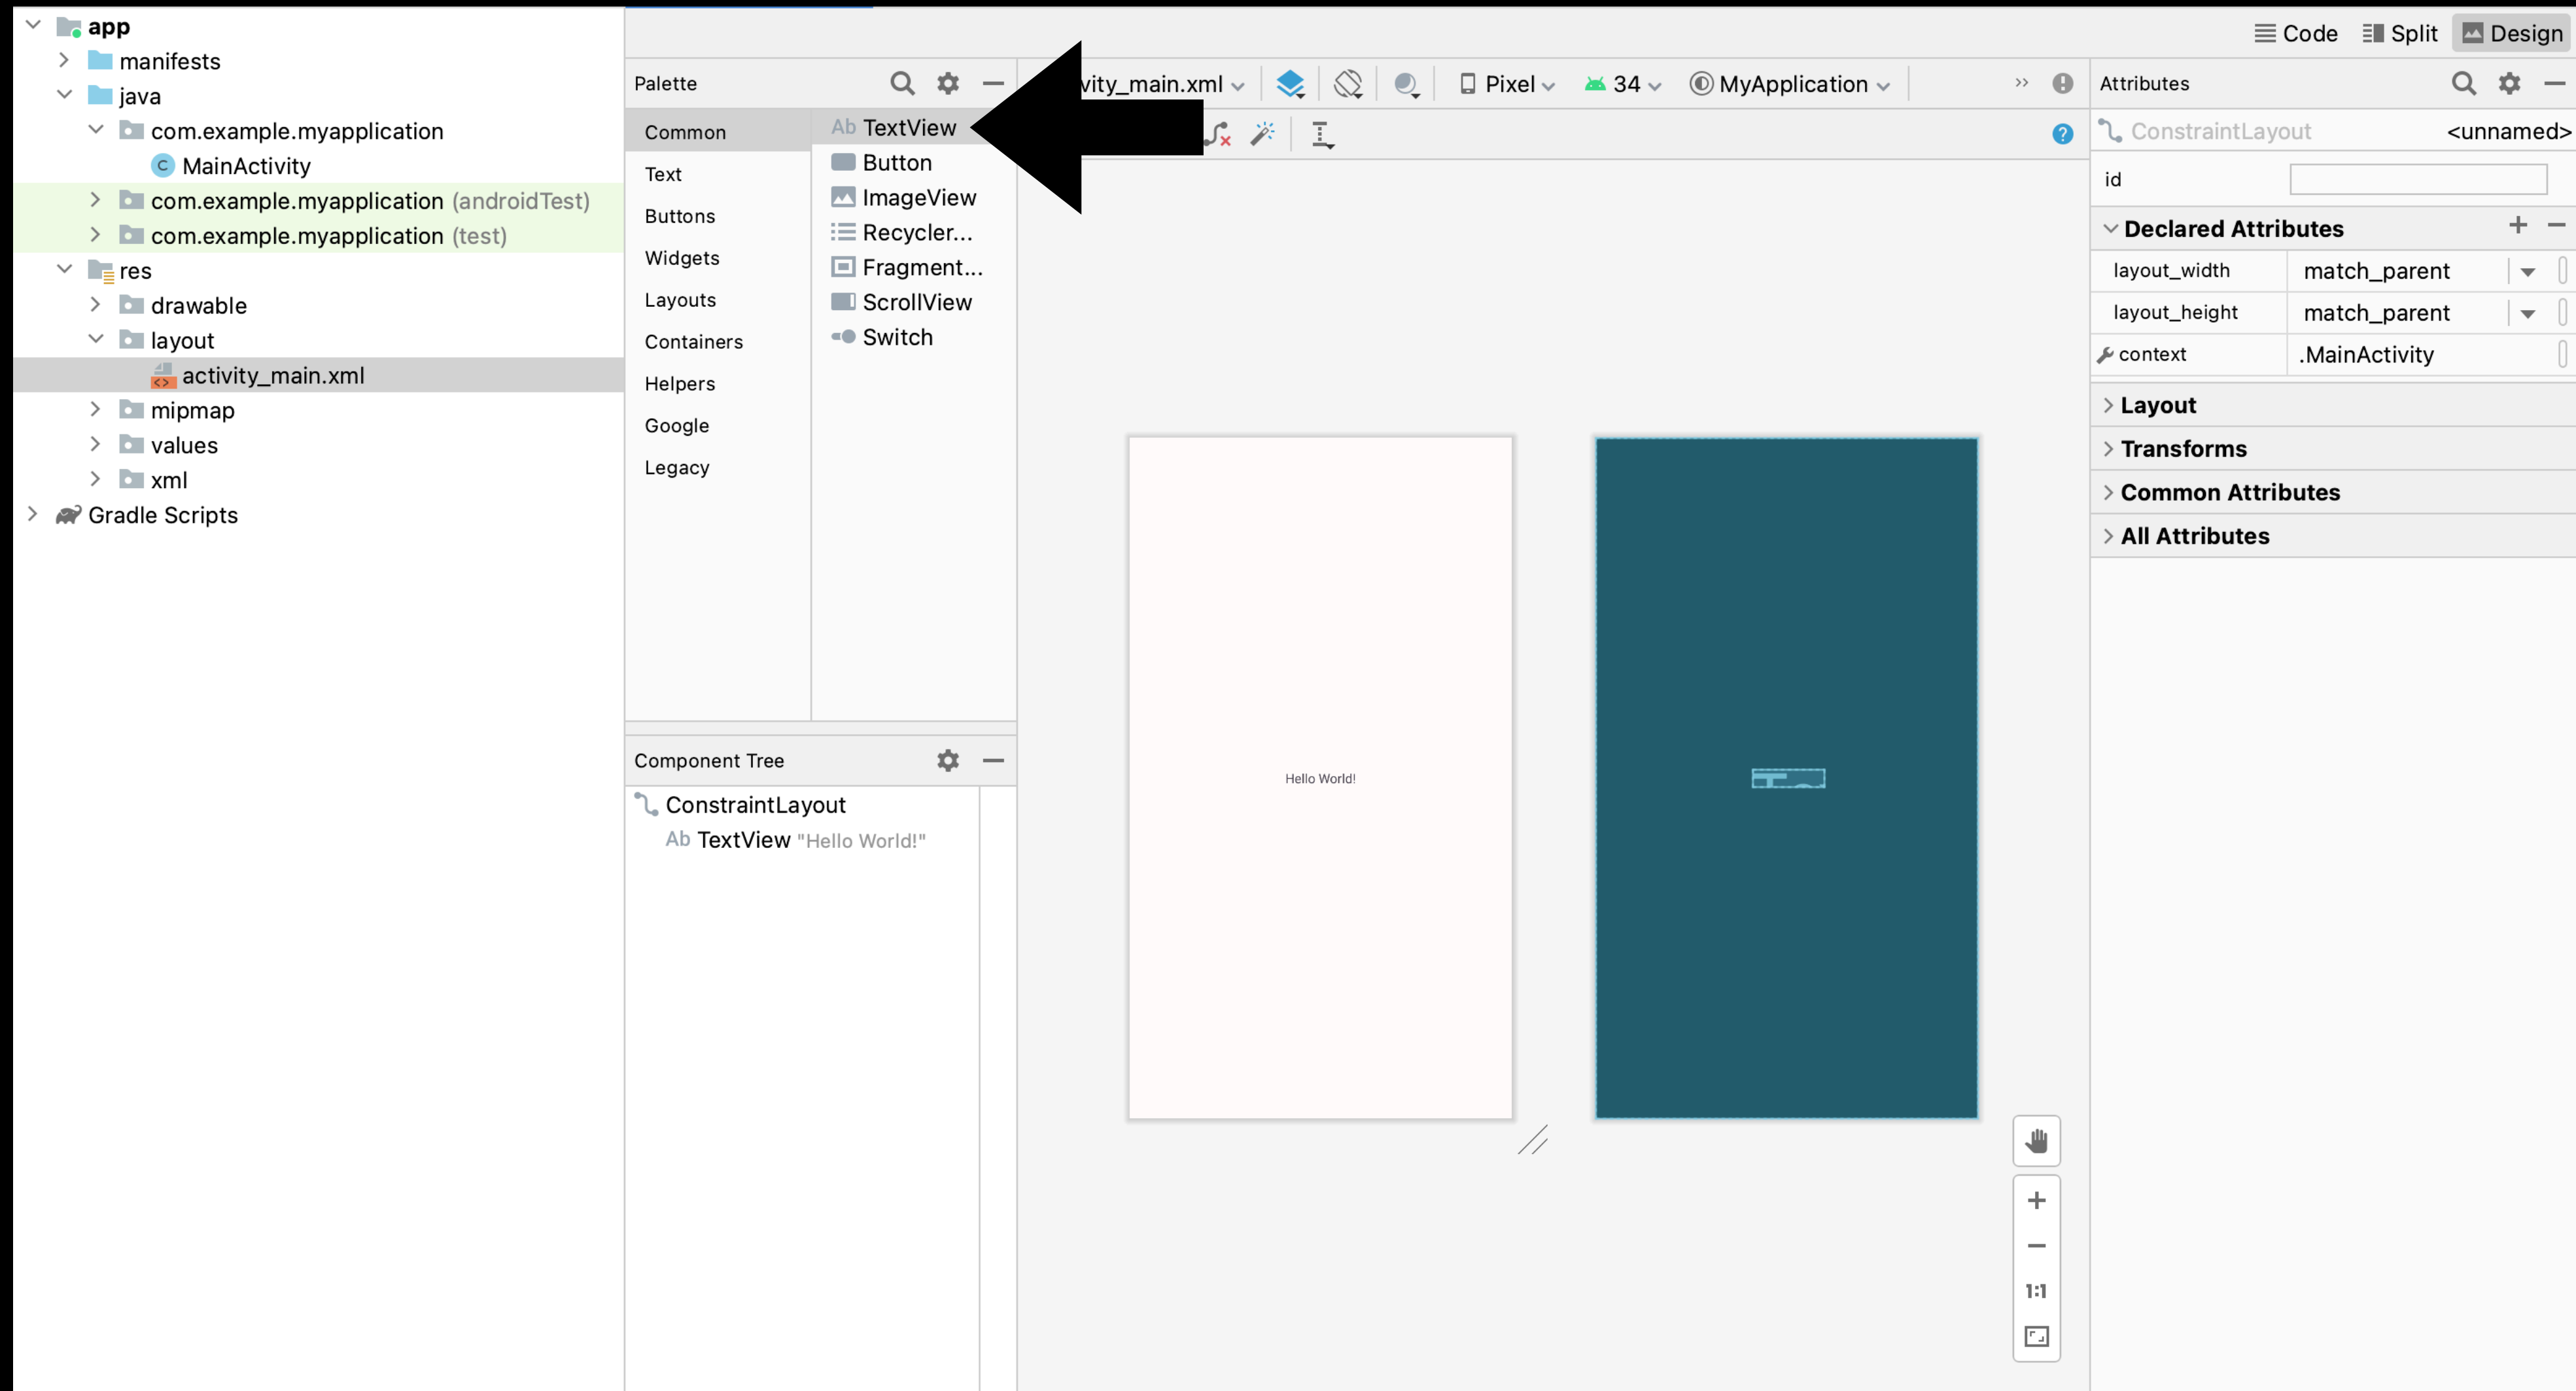 app
manifests
java
com.example.myapplication
MainActivity
com.example.myapplication (androidTest)
com.example.myapplication (test)
res
drawable
layout
activity_main.xml
mipmap
values
xml
Gradle Scripts
Code Split Design
Palette
Common
Text
Buttons
Widgets
Layouts
Containers
Helpers
Google
Legacy
Ab TextView
Button
ImageView
Recycler...
Fragment...
ScrollView
Switch
Component Tree
ConstraintLayout
Ab TextView "Hello World!"
vity_main.xml Pixel 34 MyApplication
Hello World!
1:1
Attributes
ConstraintLayout <unnamed>
id
Declared Attributes
layout_width match_parent
layout_height match_parent
context .MainActivity
Layout
Transforms
Common Attributes
All Attributes